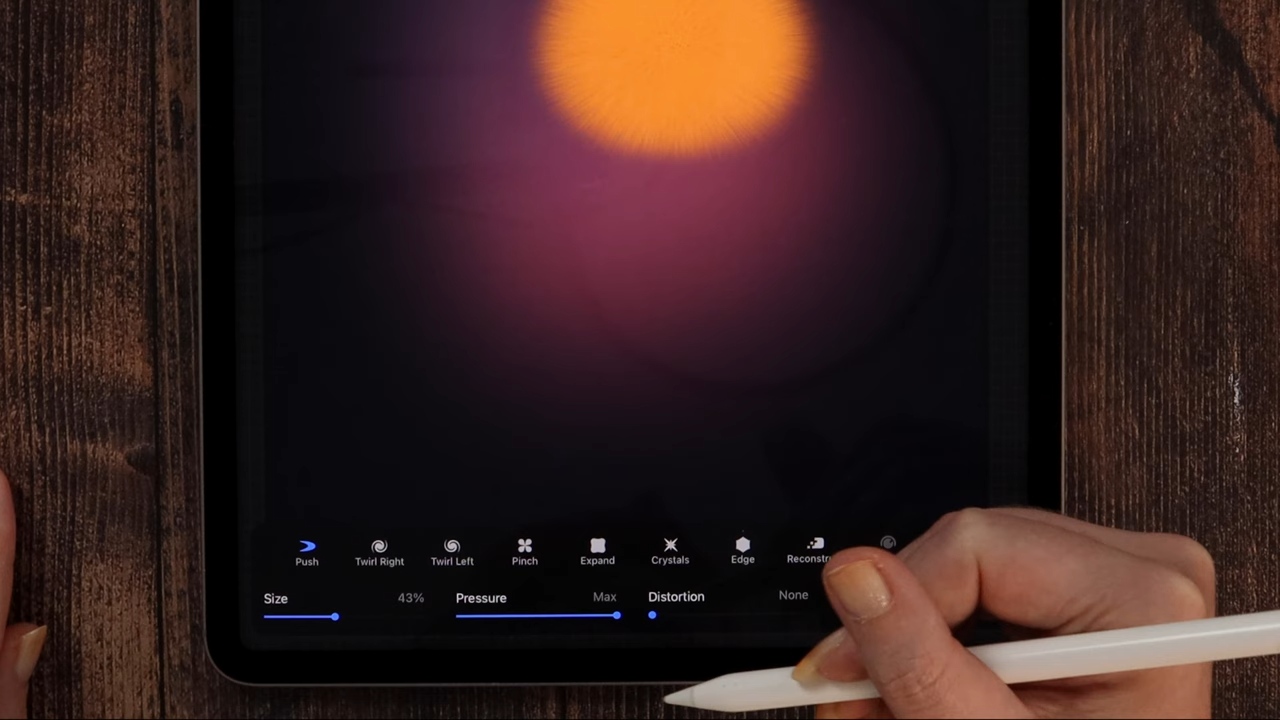 Push Twirl Right Twirl Left Pinch Expand Crystals Edge
Size 43% Pressure Max Distortion None